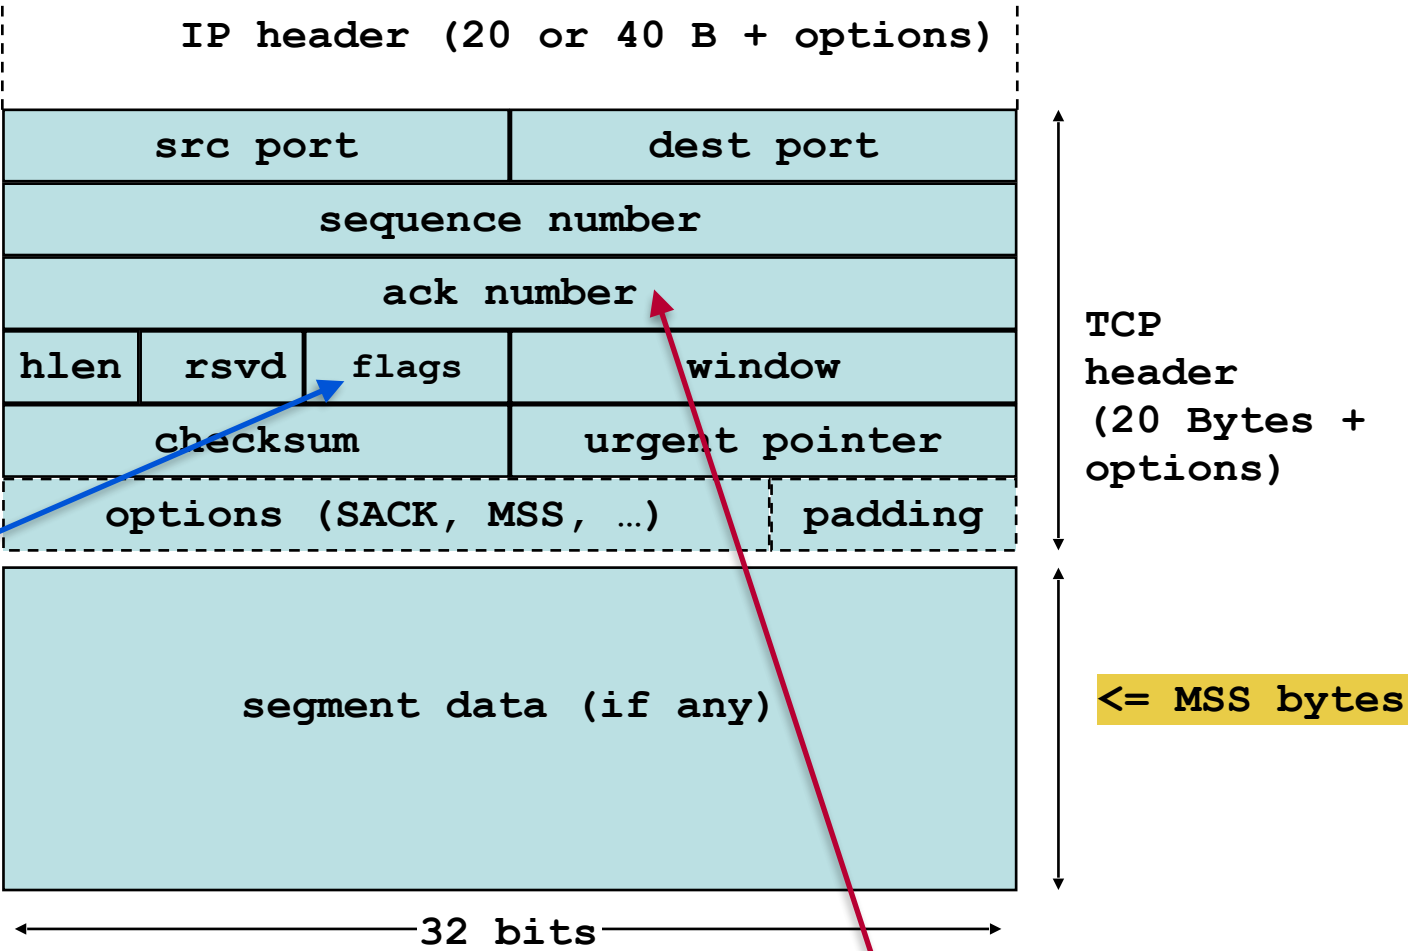 IP header (20 or 40 B + options)
src port dest port
sequence number
ack number
hlen rsvd flags window
checksum urgent pointer
options (SACK, MSS, …) padding
TCP
header
(20 Bytes +
options)
segment data (if any)
<= MSS bytes
32 bits